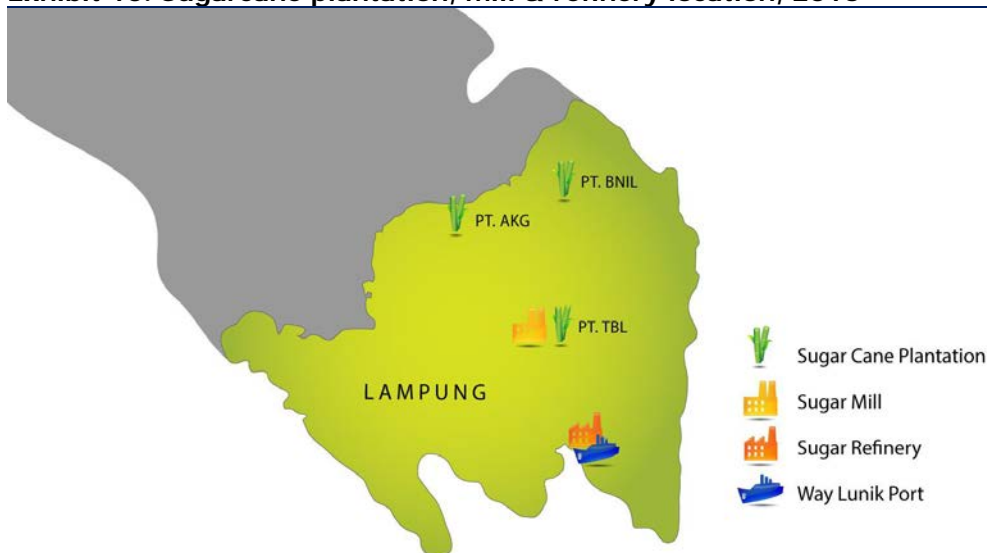 PT. BNIL
PT. AKG
PT. TBL
LAMPUNG
Sugar Cane Plantation
Sugar Mill
Sugar Refinery
Way Lunik Port